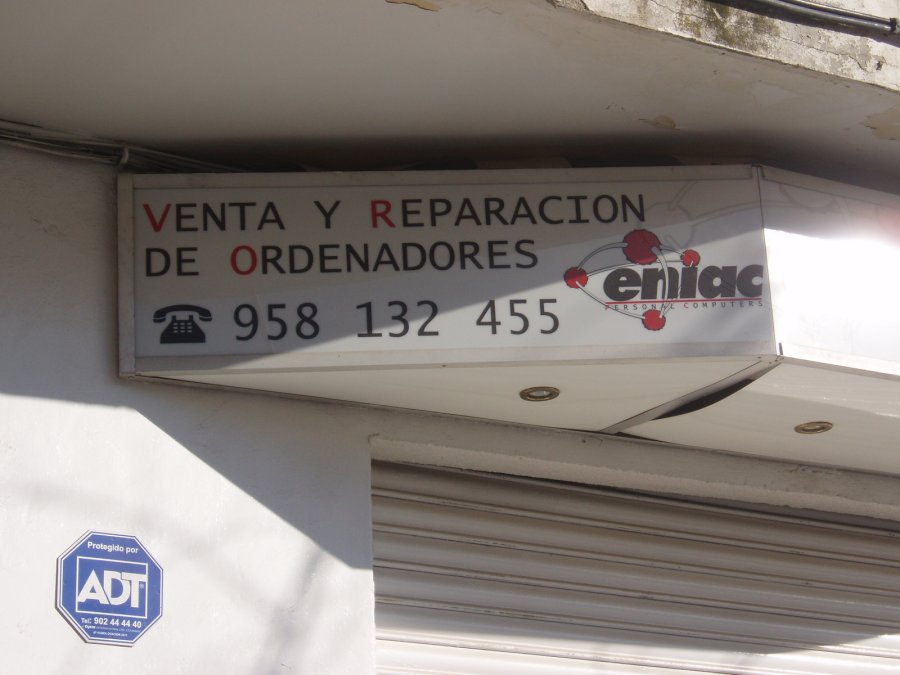 VENTA Y REPARACION
DE ORDENADORES
958 132 455
eniac
PERSONAL COMPUTERS
Protegido por
ADT
Tel: 902 44 44 40